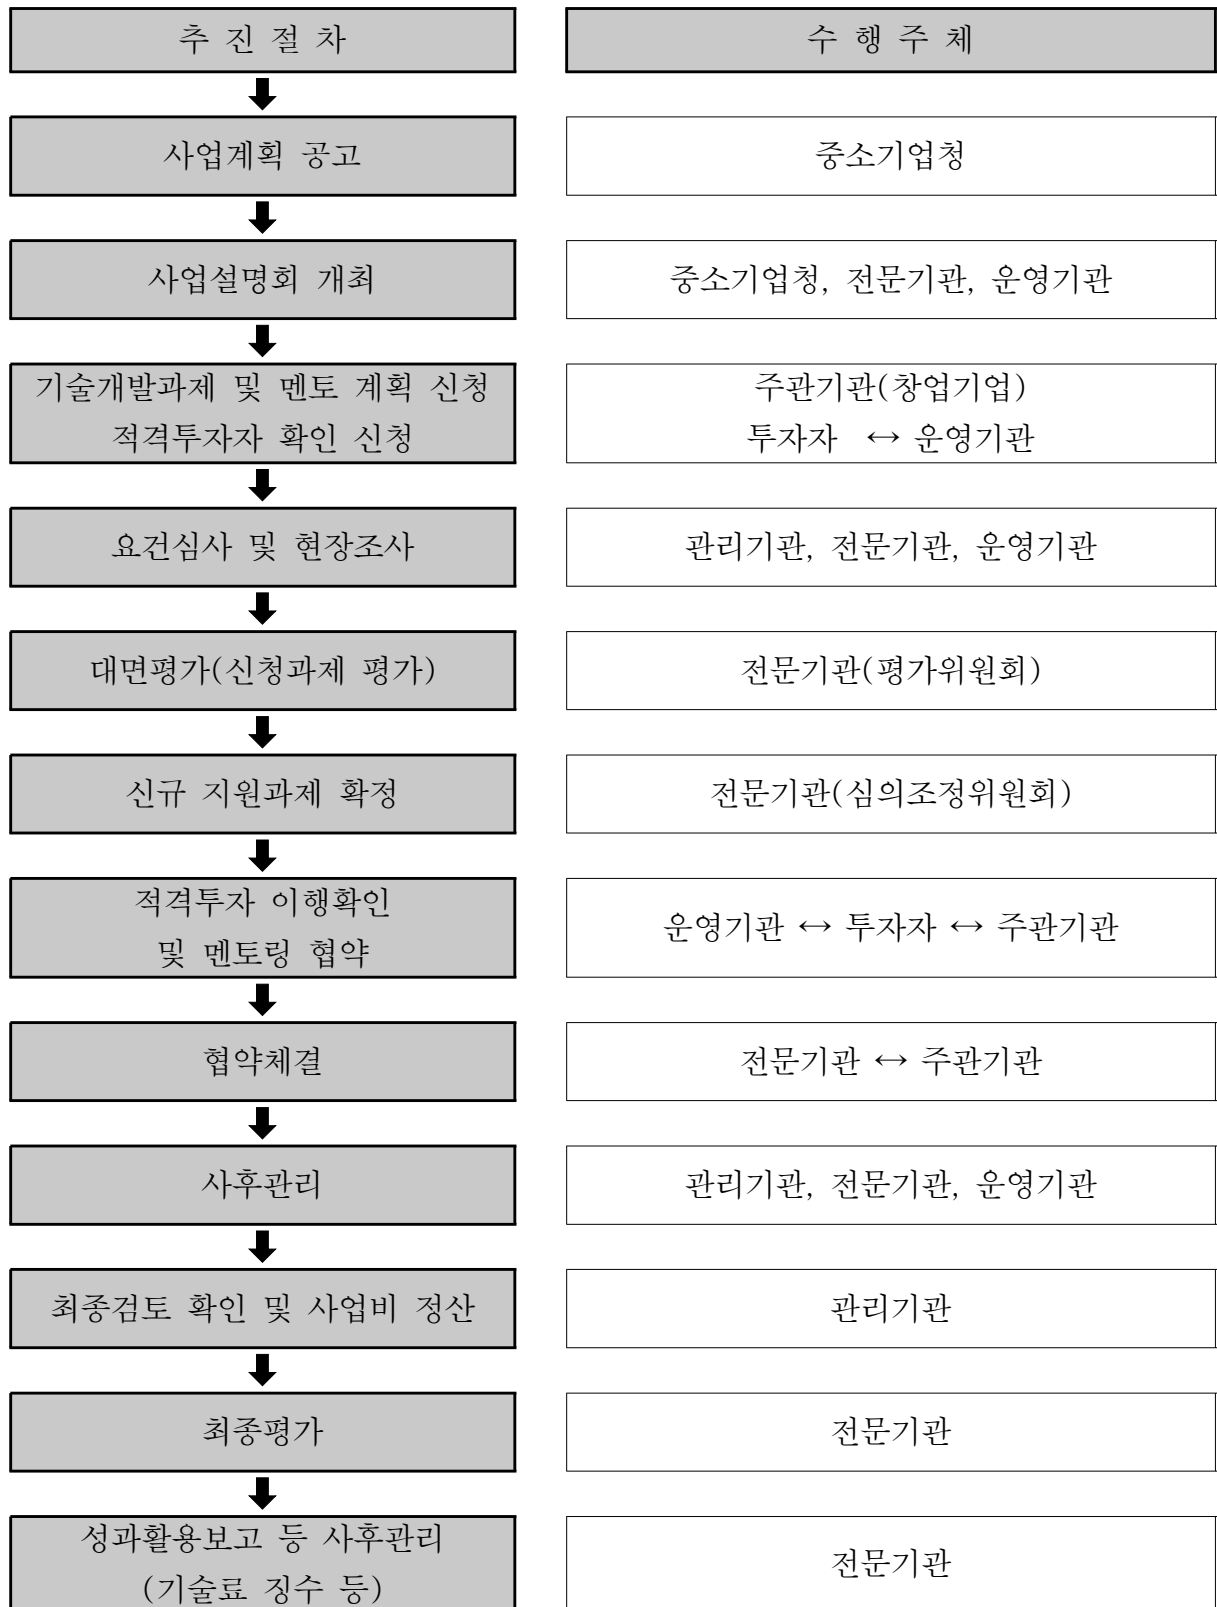 추 진 절 차
수 행 주 체
사업계획 공고
중소기업청
사업설명회 개최
중소기업청, 전문기관, 운영기관
기술개발과제 및 멘토 계획 신청
적격투자자 확인 신청
주관기관(창업기업)
투자자 ↔ 운영기관
요건심사 및 현장조사
관리기관, 전문기관, 운영기관
대면평가(신청과제 평가)
전문기관(평가위원회)
신규 지원과제 확정
전문기관(심의조정위원회)
적격투자 이행확인
및 멘토링 협약
운영기관 ↔ 투자자 ↔ 주관기관
협약체결
전문기관 ↔ 주관기관
사후관리
관리기관, 전문기관, 운영기관
최종검토 확인 및 사업비 정산
관리기관
최종평가
전문기관
성과활용보고 등 사후관리
(기술료 징수 등)
전문기관